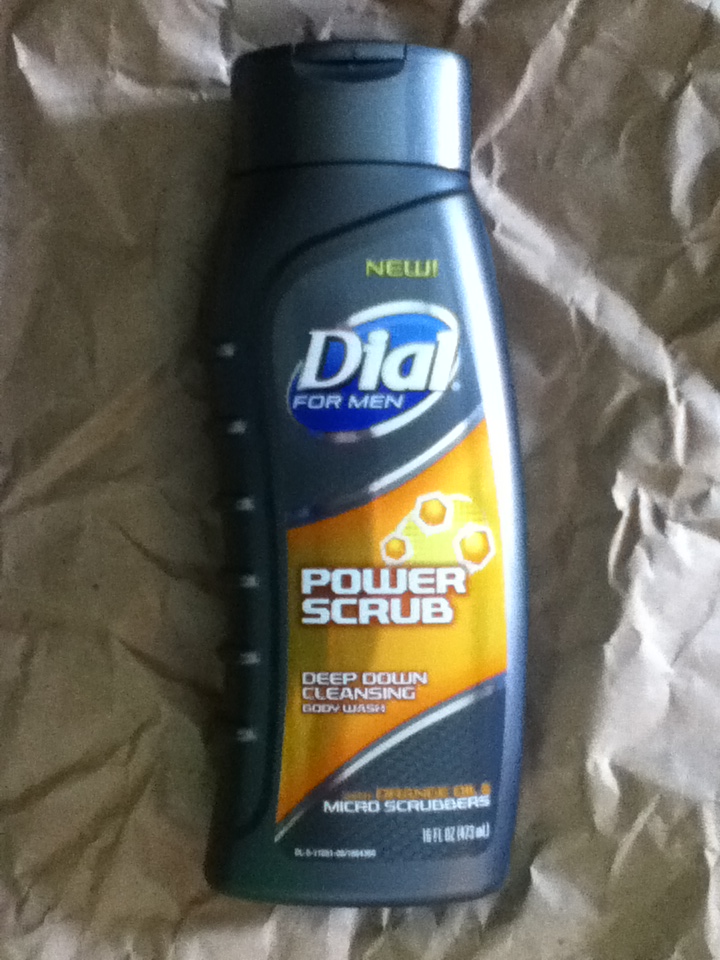 NEW!
Dial®
FOR MEN
POWER
SCRUB
DEEP DOWN
CLEANSING
BODY WASH
WITH ORANGE OIL &
MICRO SCRUBBERS
16 FL OZ (473 mL)